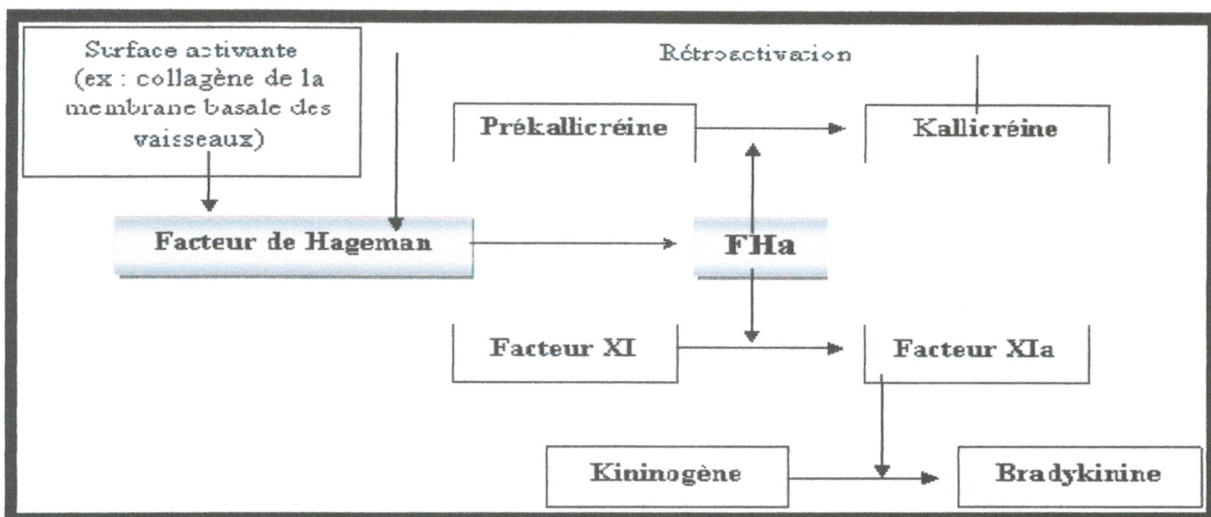 Surface activante
(ex : collagène de la
membrane basale des
vaisseaux)
Rétroactivation
Prékallicréine
Kallicréine
Facteur de Hageman
FHa
Facteur XI
Facteur XIa
Kininogène
Bradykinine